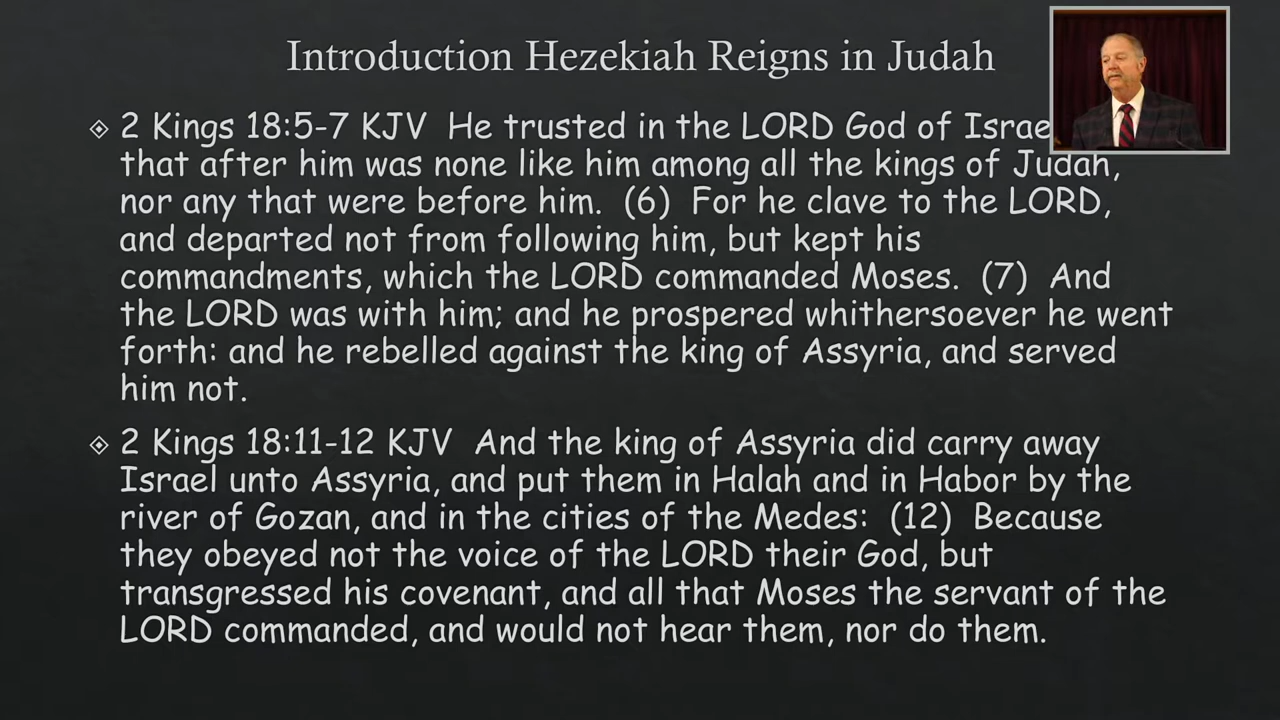 Introduction Hezekiah Reigns in Judah
2 Kings 18:5-7 KJV He trusted in the LORD God of Israe
that after him was none like him among all the kings of Judah,
nor any that were before him. (6) For he clave to the LORD,
and departed not from following him, but kept his
commandments, which the LORD commanded Moses. (7) And
the LORD was with him; and he prospered whithersoever he went
forth: and he rebelled against the king of Assyria, and served
him not.
2 Kings 18:11-12 KJV And the king of Assyria did carry away
Israel unto Assyria, and put them in Halah and in Habor by the
river of Gozan, and in the cities of the Medes: (12) Because
they obeyed not the voice of the LORD their God, but
transgressed his covenant, and all that Moses the servant of the
LORD commanded, and would not hear them, nor do them.